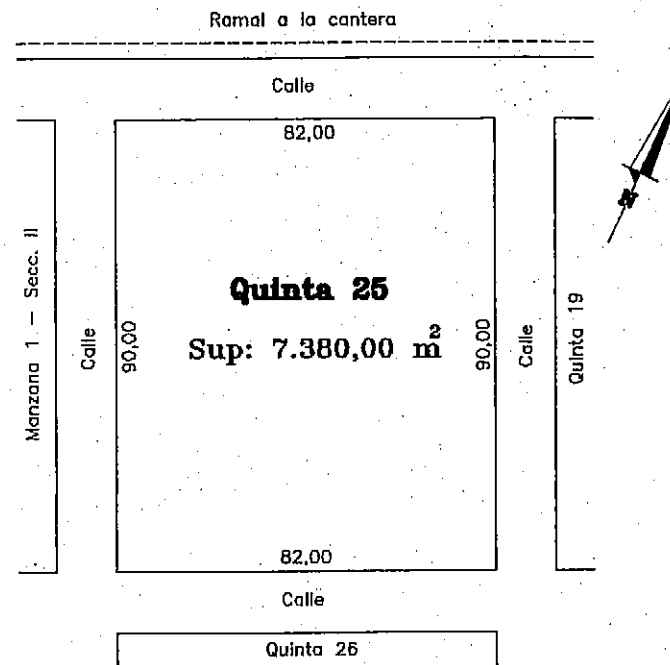 Ramal a la cantera
Calle
82,00
Manzana 1 - Secc. II
Calle
90,00
Quinta 25
Sup: 7.380,00 m²
90,00
Calle
Quinta 19
N
82,00
Calle
Quinta 26